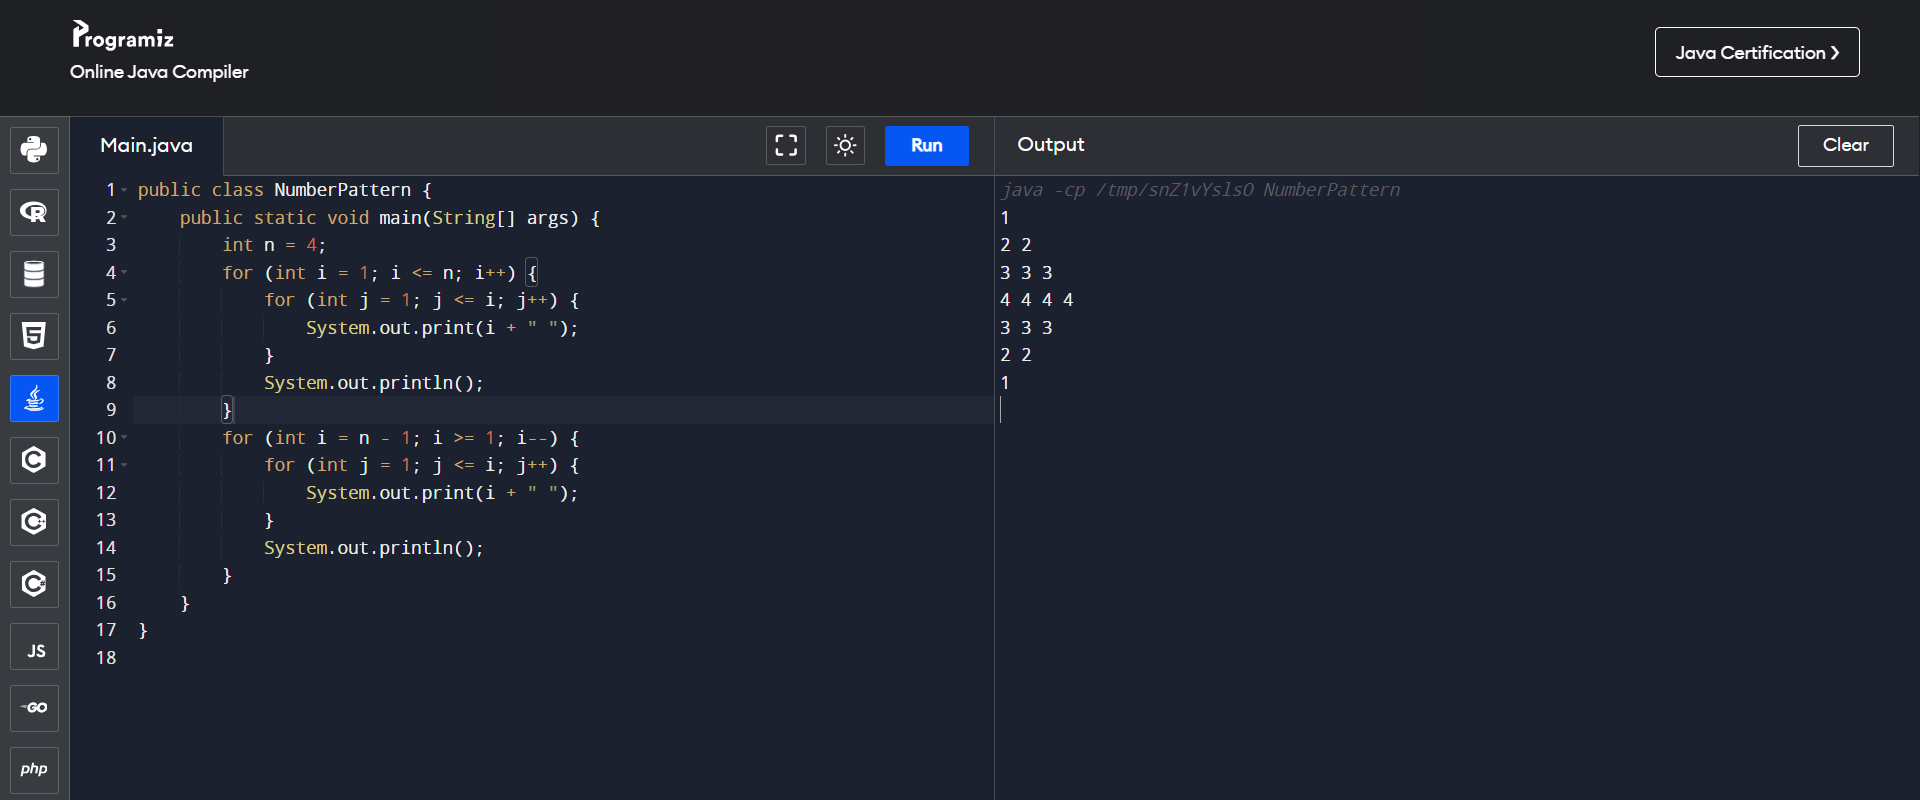 Programiz
Online Java Compiler
Java Certification ❯
Main.java
Run
Output
Clear
1 public class NumberPattern {
2     public static void main(String[] args) {
3         int n = 4;
4         for (int i = 1; i <= n; i++) {
5             for (int j = 1; j <= i; j++) {
6                 System.out.print(i + " ");
7             }
8             System.out.println();
9         }
10         for (int i = n - 1; i >= 1; i--) {
11             for (int j = 1; j <= i; j++) {
12                 System.out.print(i + " ");
13             }
14             System.out.println();
15         }
16     }
17 }
18
java -cp /tmp/snZ1vYslsO NumberPattern
1
2 2
3 3 3
4 4 4 4
3 3 3
2 2
1
R
5
C
C++
C#
JS
GO
php